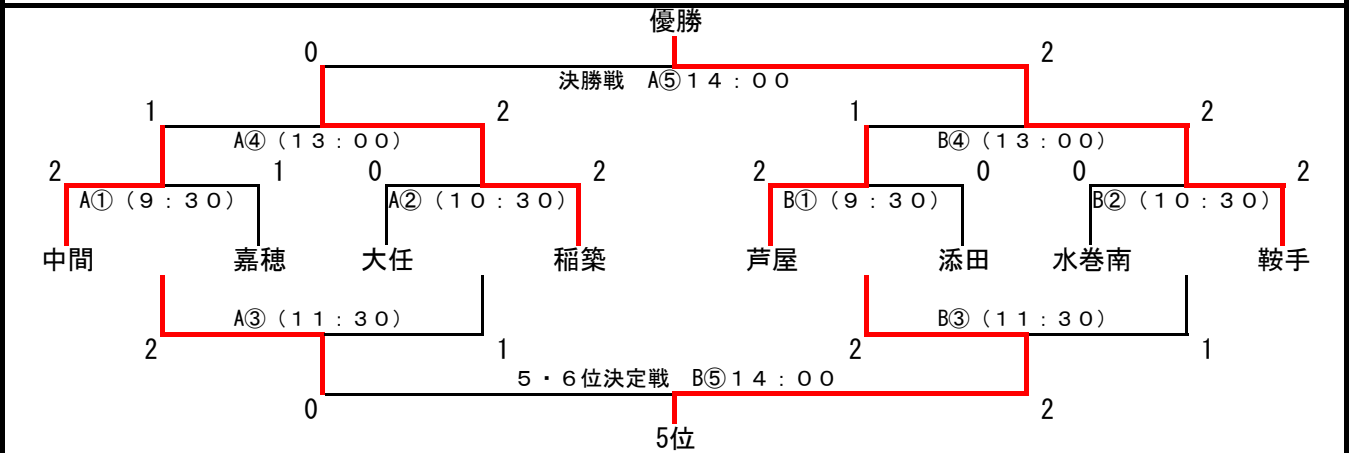 優勝
0 2
決勝戦　A⑤１４：００
1 2 1 2
A④（１３：００） B④（１３：００）
2 1 0 2 2 0 0 2
A①（９：３０） A②（１０：３０） B①（９：３０） B②（１０：３０）
中間 嘉穂 大任 稲築 芦屋 添田 水巻南 鞍手
A③（１１：３０） B③（１１：３０）
2 1 2 1
５・６位決定戦　B⑤１４：００
0 2
5位